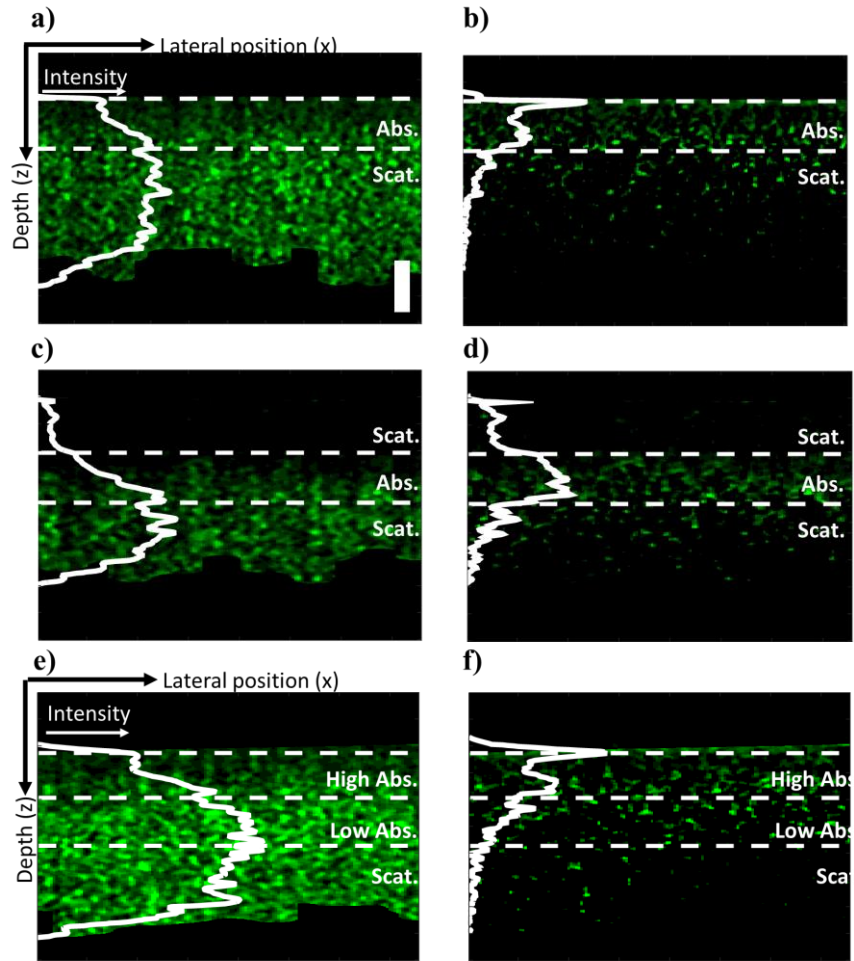 a)
Lateral position (x)
Intensity
Depth (z)
Abs.
Scat.
b)
Abs.
Scat.
c)
Scat.
Abs.
Scat.
d)
Scat.
Abs.
Scat.
e)
Lateral position (x)
Intensity
Depth (z)
High Abs.
Low Abs.
Scat.
f)
High Abs
Low Abs
Scat